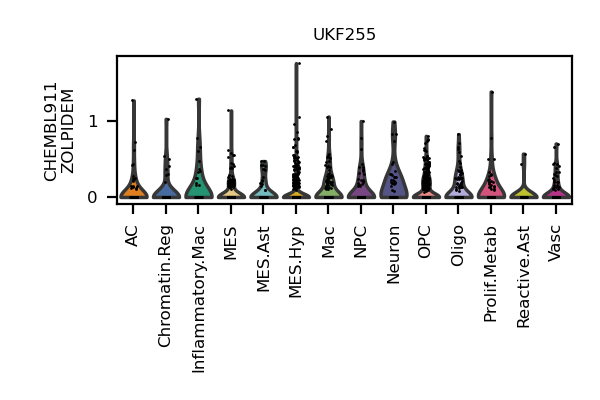 UKF255
CHEMBL911
ZOLPIDEM
1
0
AC
Chromatin.Reg
Inflammatory.Mac
MES
MES.Ast
MES.Hyp
Mac
NPC
Neuron
OPC
Oligo
Prolif.Metab
Reactive.Ast
Vasc